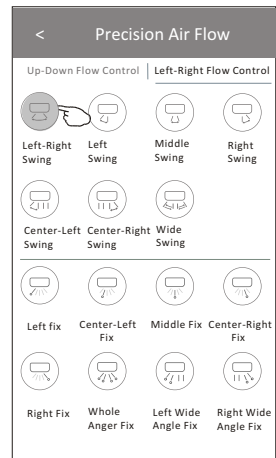 < Precision Air Flow
Up-Down Flow Control Left-Right Flow Control
Left-Right Left Middle Right
Swing Swing Swing Swing
Center-Left Center-Right Wide
Swing Swing Swing
Left fix Center-Left Middle Fix Center-Right
Fix Fix
Right Fix Whole Left Wide Right Wide
Anger Fix Angle Fix Angle Fix